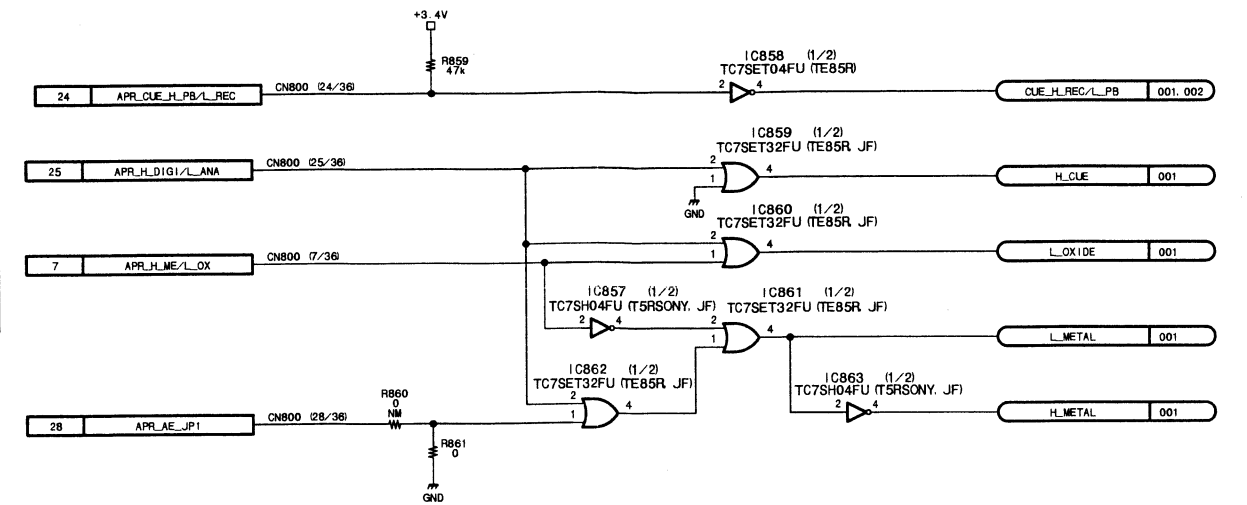 +3.4V
R859
47k
IC858 (1/2)
TC7SET04FU (TE85R)
24 APR_CUE_H_PB/L_REC CN800 (24/36) 2 4 CUE_H_REC/L_PB 001. 002
IC859 (1/2)
TC7SET32FU (TE85R. JF)
25 APR_H_DIGI/L_ANA CN800 (25/36) 2 1 4 H_CUE 001
GND
IC860 (1/2)
TC7SET32FU (TE85R. JF)
7 APR_H_ME/L_OX CN800 (7/36) 2 1 4 L_OXIDE 001
IC857 (1/2)
TC7SH04FU (T5RSONY. JF)
2 4
IC861 (1/2)
TC7SET32FU (TE85R. JF)
2 1 4 L_METAL 001
IC862 (1/2)
TC7SET32FU (TE85R. JF)
2 1 4
IC863 (1/2)
TC7SH04FU (T5RSONY. JF)
2 4 H_METAL 001
R860
0
NM
28 APR_AE_JP1 CN800 (28/36)
R861
0
GND